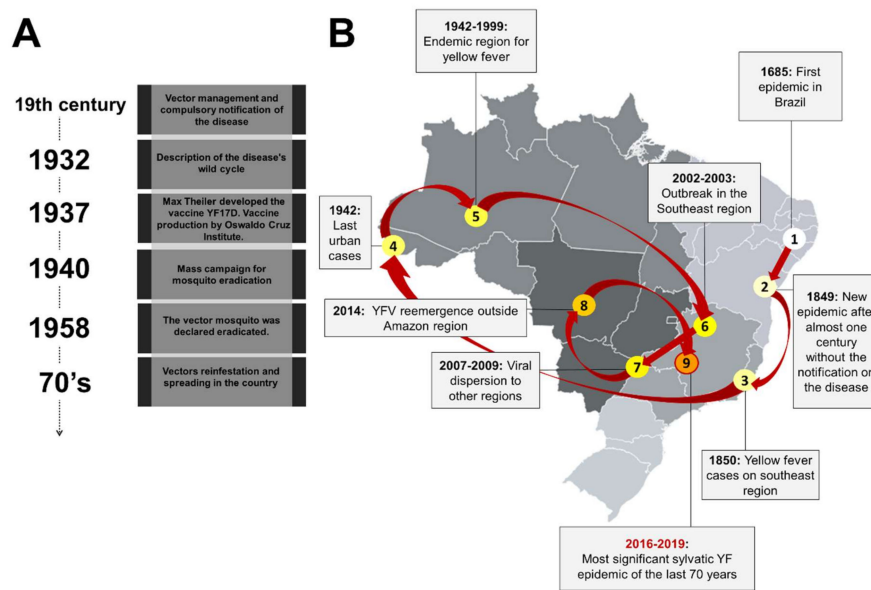 A
19th century
Vector management and
compulsory notification of
the disease
1932
Description of the disease's
wild cycle
1937
Max Theiler developed the
vaccine YF17D. Vaccine
production by Oswaldo Cruz
Institute.
1940
Mass campaign for
mosquito eradication
1958
The vector mosquito was
declared eradicated.
70's
Vectors reinfestation and
spreading in the country
B
1942-1999:
Endemic region for
yellow fever
1685: First
epidemic in
Brazil
2002-2003:
Outbreak in the
Southeast region
1942:
Last
urban
cases
5
4
1
2
8
6
2014: YFV reemergence outside
Amazon region
1849: New
epidemic after
almost one
century
without the
notification on
the disease
2007-2009: Viral
dispersion to
other regions
7
9
3
1850: Yellow fever
cases on southeast
region
2016-2019:
Most significant sylvatic YF
epidemic of the last 70 years